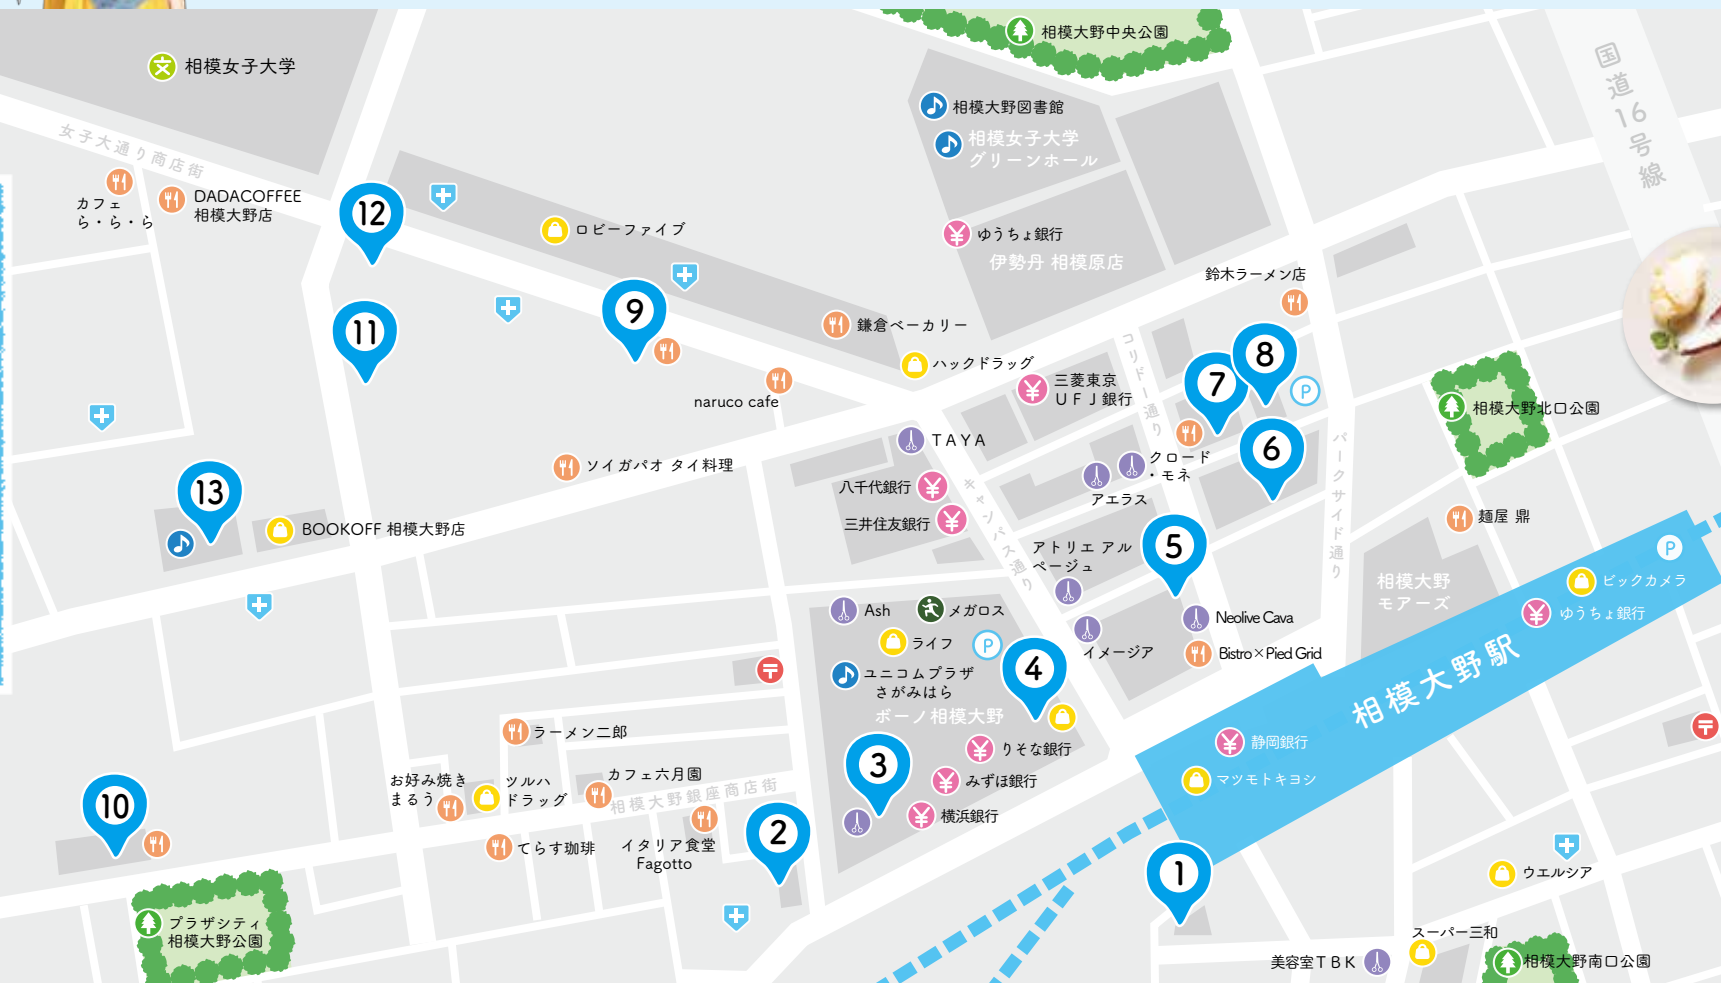 相模大野中央公園
相模女子大学
国道16号線
相模大野図書館
相模女子大学
グリーンホール
女子大通り商店街
カフェ
ら・ら・ら
DADACOFFEE
相模大野店
12
ロビーファイブ
ゆうちょ銀行
伊勢丹 相模原店
鈴木ラーメン店
11
9
鎌倉ベーカリー
ハックドラッグ
コリドー通り
8
7
P
三菱東京
ＵＦＪ銀行
naruco cafe
相模大野北口公園
TAYA
6
パークサイド通り
ソイガパオ タイ料理
クロード
・モネ
アエラス
八千代銀行
三井住友銀行
キャンパス通り
13
BOOKOFF 相模大野店
麺屋 鼎
アトリエ アル
ページュ
5
P
相模大野
モアーズ
ビックカメラ
ゆうちょ銀行
Ash
メガロス
ライフ
P
Neolive Cava
イメージア
Bistro×Pied Grid
4
相模大野駅
〒
ユニコムプラザ
さがみはら
ボーノ相模大野
〒
ラーメン二郎
りそな銀行
静岡銀行
3
お好み焼き
まるう
ツルハ
ドラッグ
カフェ六月園
みずほ銀行
マツモトキヨシ
10
相模大野銀座商店街
横浜銀行
てらす珈琲
イタリア食堂
Fagotto
2
1
ウエルシア
プラザシティ
相模大野公園
スーパー三和
美容室TBK
相模大野南口公園